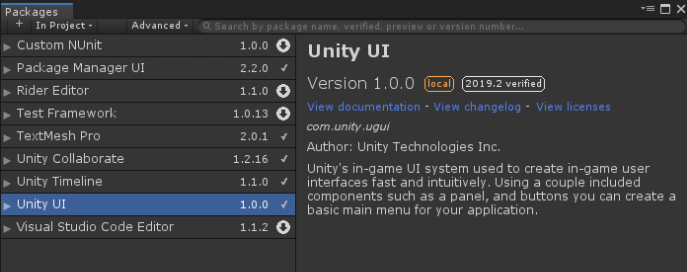 Packages
+ In Project Advanced Search by package name, verified, preview or version number...
Custom NUnit 1.0.0
Package Manager UI 2.2.0
Rider Editor 1.1.0
Test Framework 1.0.13
TextMesh Pro 2.0.1
Unity Collaborate 1.2.16
Unity Timeline 1.1.0
Unity UI 1.0.0
Visual Studio Code Editor 1.1.2
Unity UI
Version 1.0.0 local 2019.2 verified
View documentation - View changelog - View licenses
com.unity.ugui
Author: Unity Technologies Inc.
Unity's in-game UI system used to create in-game user
interfaces fast and intuitively. Using a couple included
components such as a panel, and buttons you can create a
basic main menu for your application.